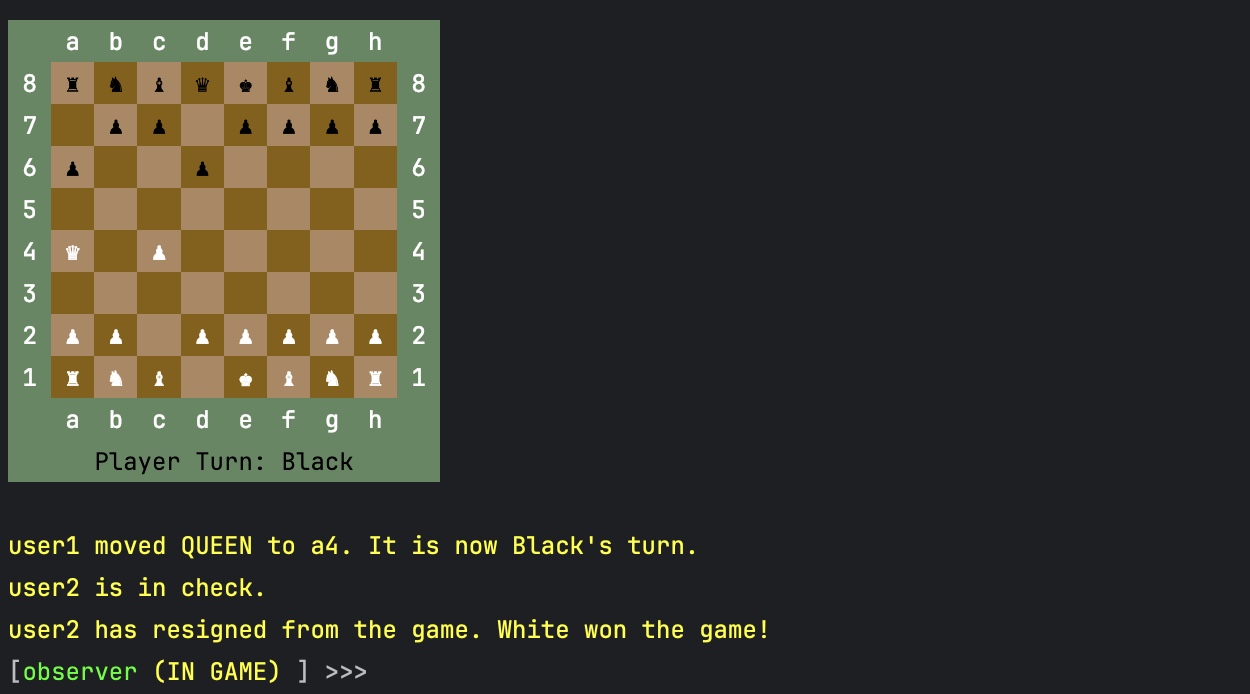 a b c d e f g h
8 ♜ ♞ ♝ ♛ ♚ ♝ ♞ ♜ 8
7 ♟ ♟ ♟ ♟ ♟ ♟ 7
6 ♟ ♟ 6
5 5
4 ♛ ♟ 4
3 3
2 ♟ ♟ ♟ ♟ ♟ ♟ ♟ 2
1 ♜ ♞ ♝ ♚ ♝ ♞ ♜ 1
a b c d e f g h
Player Turn: Black
user1 moved QUEEN to a4. It is now Black's turn.
user2 is in check.
user2 has resigned from the game. White won the game!
[observer (IN GAME) ] >>>